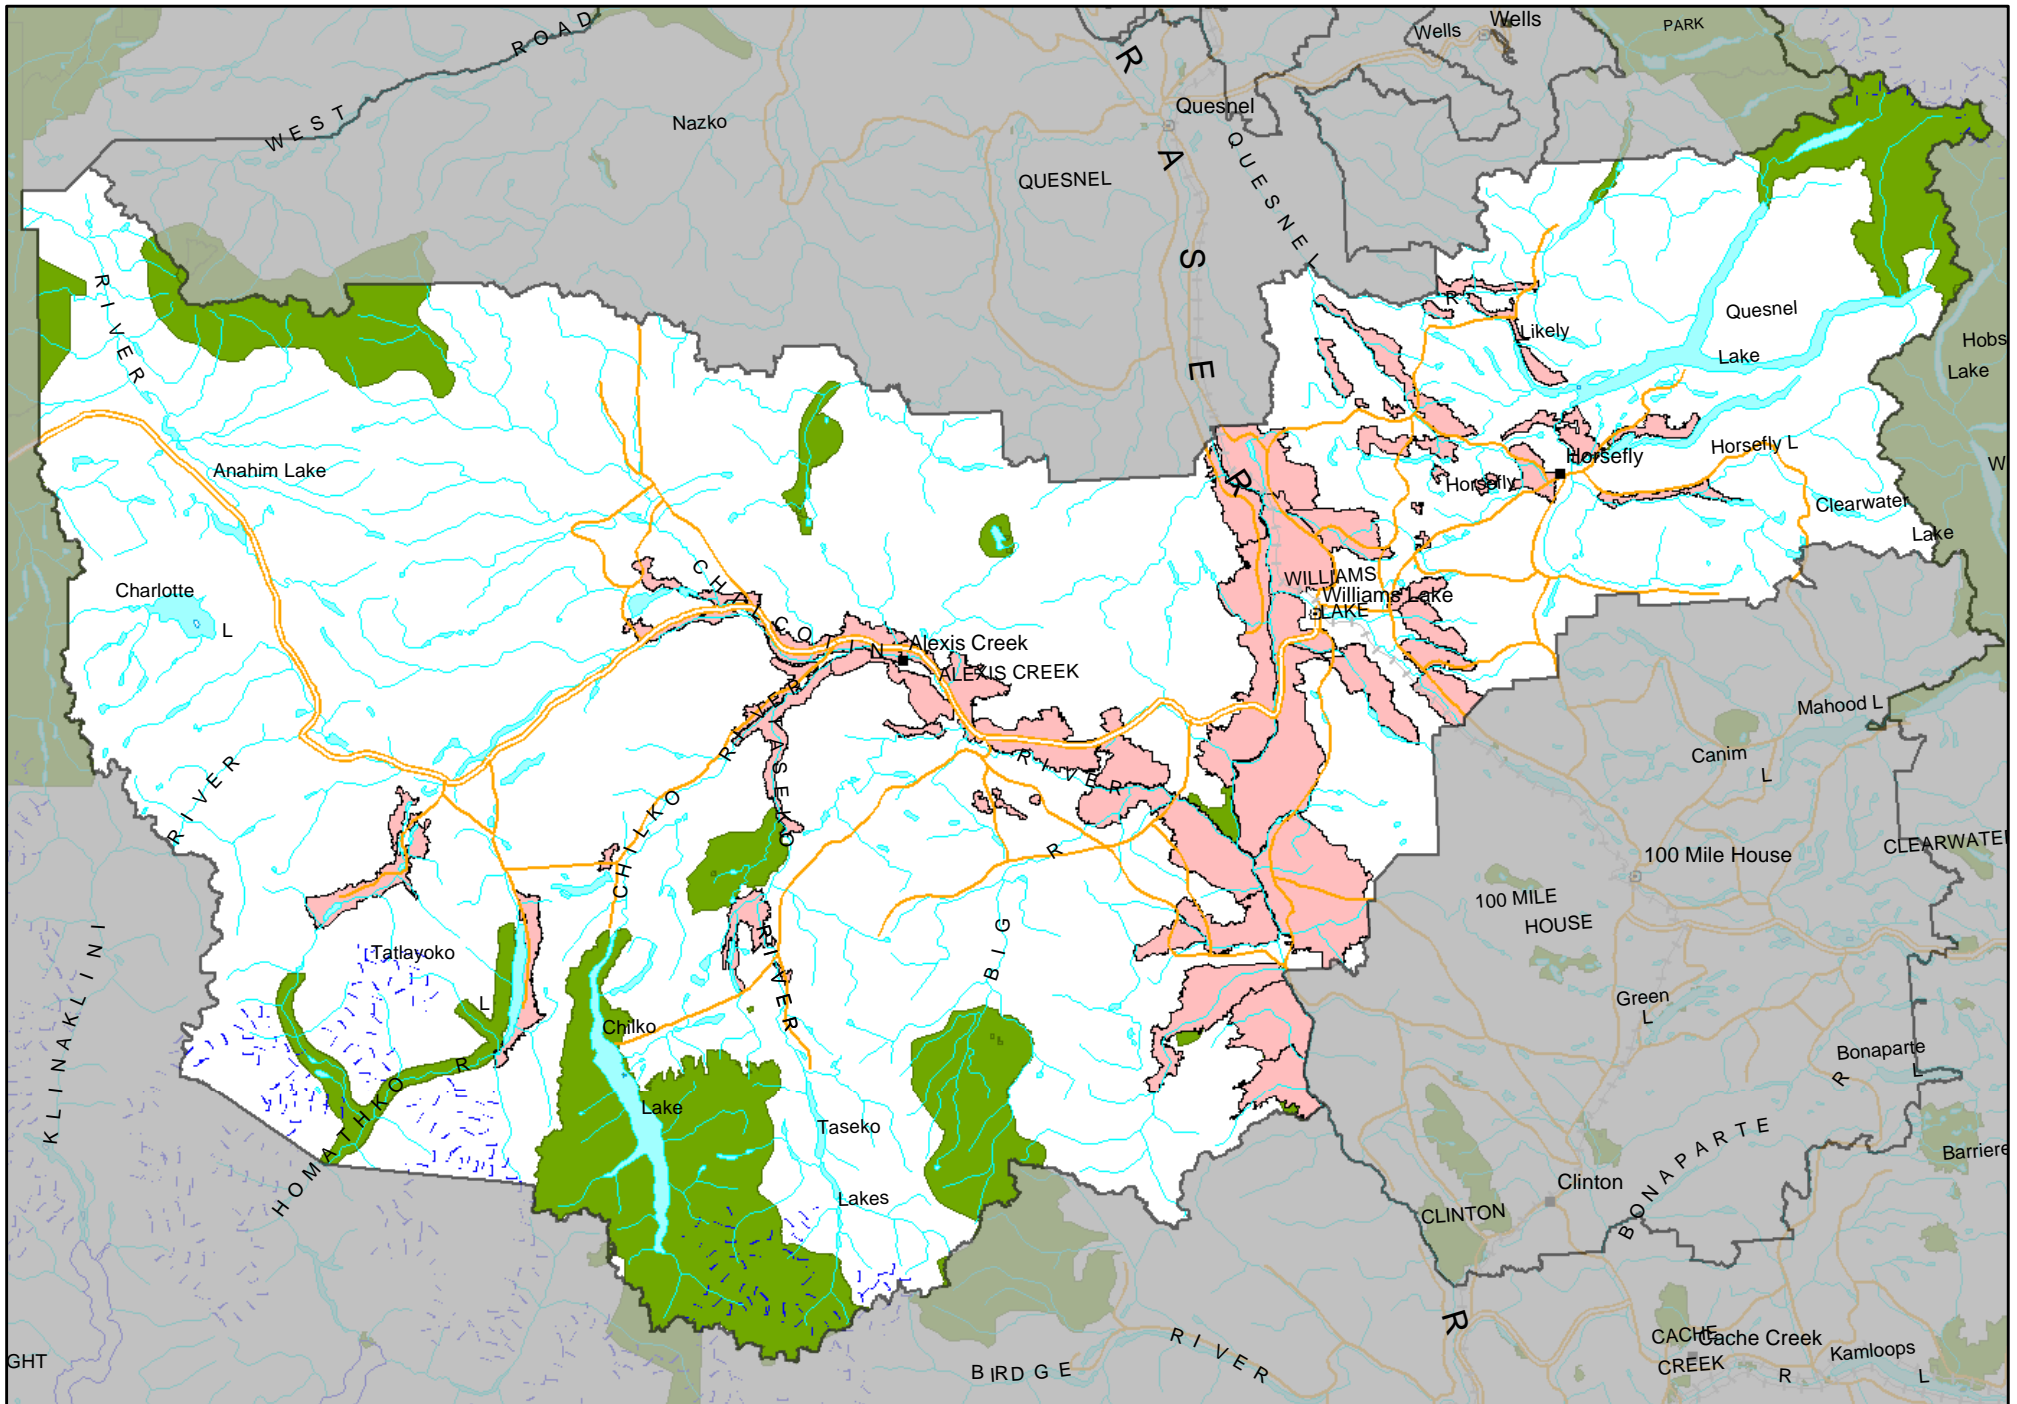 Wells
Wells
PARK
WEST ROAD
R
Quesnel
Nazko
A
QUESNEL
QUESNEL
S
RIVER
R
Quesnel
Likely
Hobs
Lake
E
Lake
Horsefly L
Horsefly
Anahim Lake
R
Horsefly
W
Clearwater
Lake
CHILCOTIN
WILLIAMS
Williams Lake
LAKE
Charlotte
L
Alexis Creek
ALEXIS CREEK
RIVER
Mahood L
RIVER
Canim
L
RIVER
TASEKO
CHILKO
R
100 Mile House
CLEARWATER
100 MILE
HOUSE
KLINAKLINI
Tatlayoko
L
RIVER
BIG
Green
L
Chilko
Bonaparte
L
R
HOMATHKO
R
Lake
Taseko
BONAPARTE
Barriere
Lakes
Clinton
CLINTON
R
RIVER
CACHE
Cache Creek
CREEK
Kamloops
R
L
GHT
BIRDGE